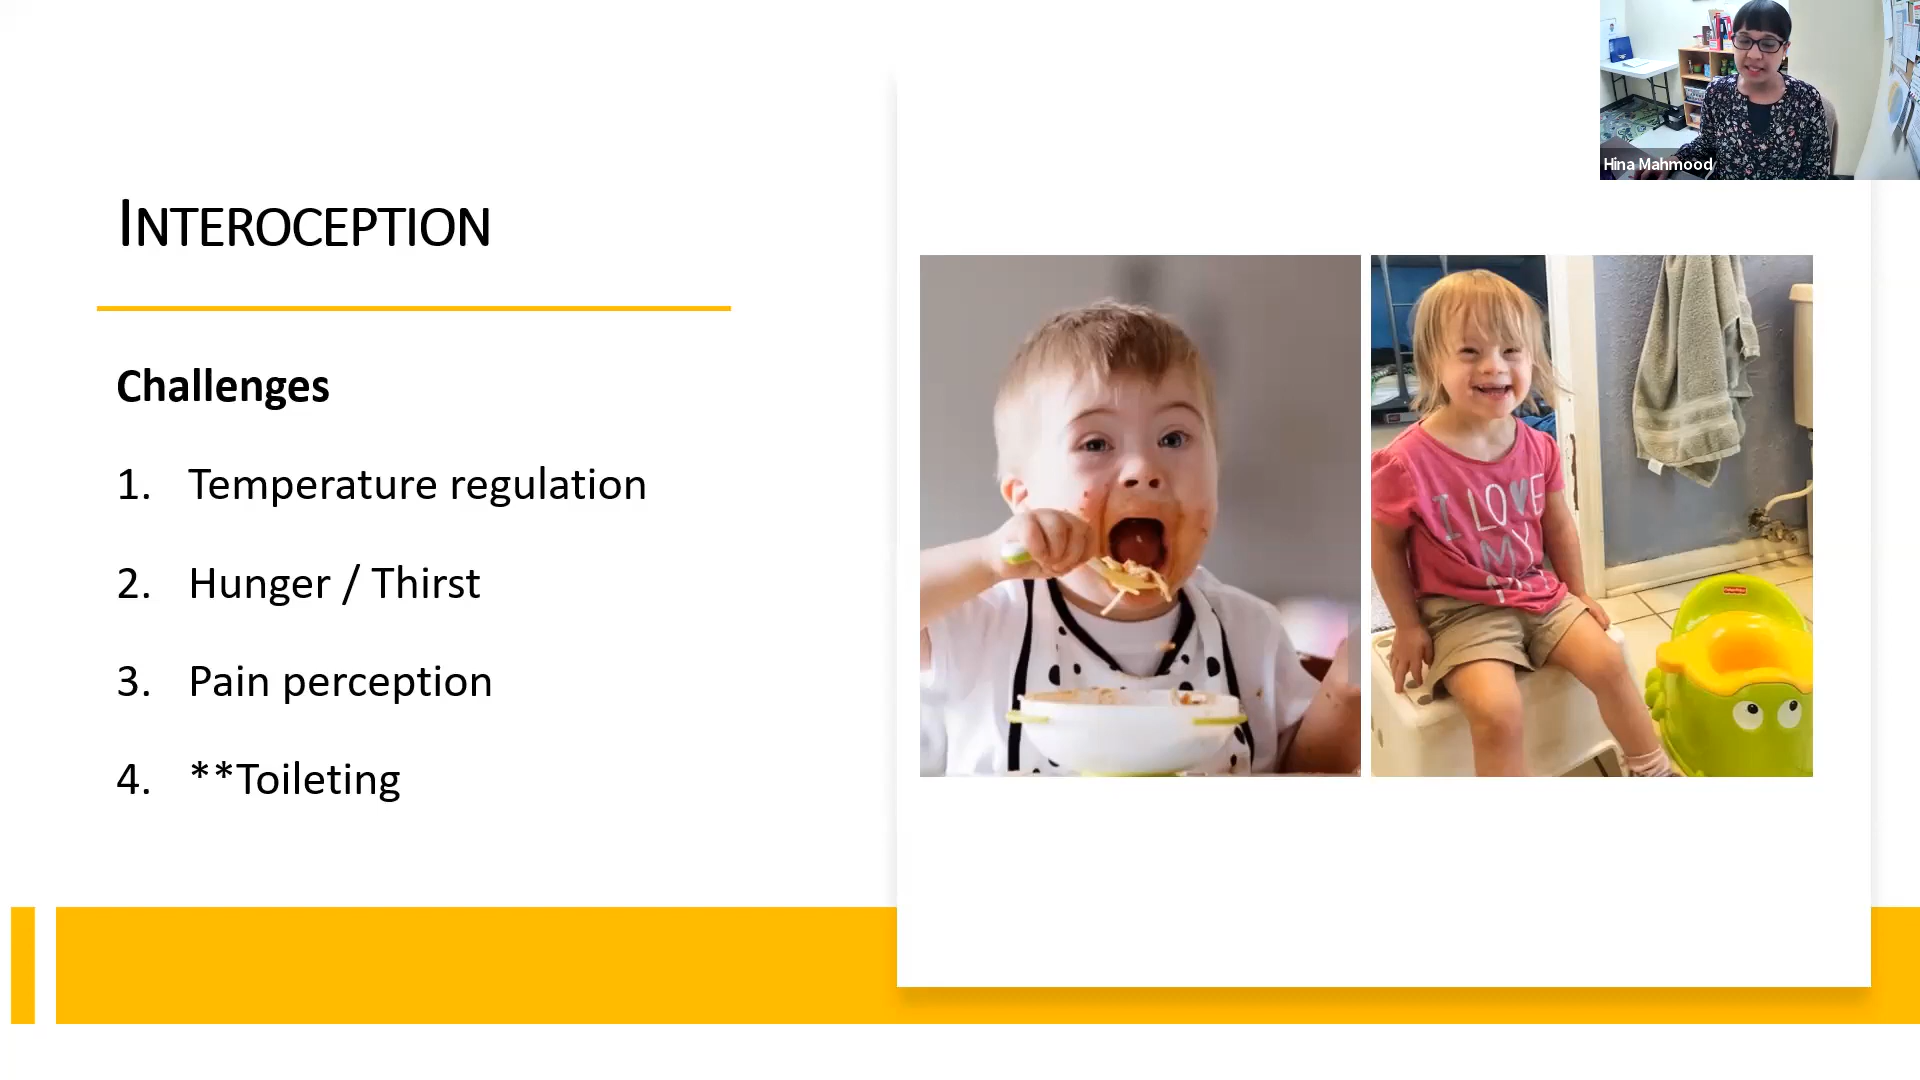 Hina Mahmood
INTEROCEPTION
Challenges
1. Temperature regulation
2. Hunger / Thirst
3. Pain perception
4. **Toileting
I LOVE
MY